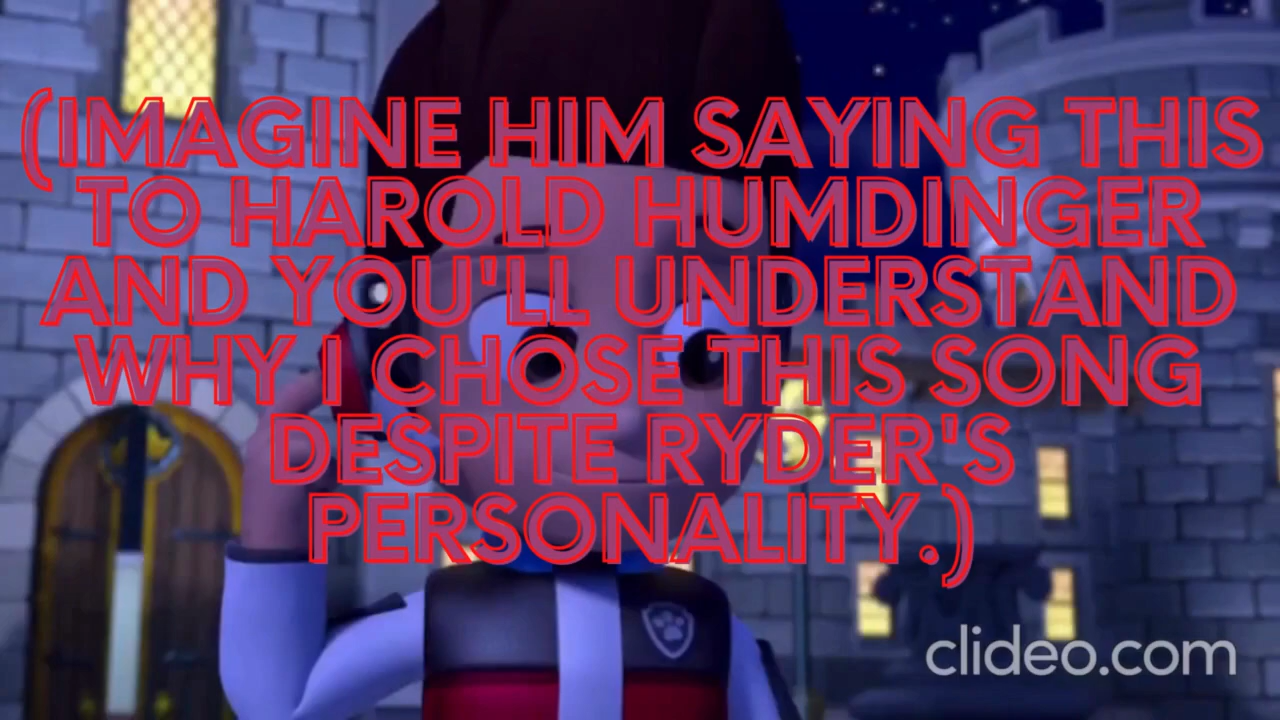 (IMAGINE HIM SAYING THIS
TO HAROLD HUMDINGER
AND YOU'LL UNDERSTAND
WHY I CHOSE THIS SONG
DESPITE RYDER'S
PERSONALITY.)
clideo.com